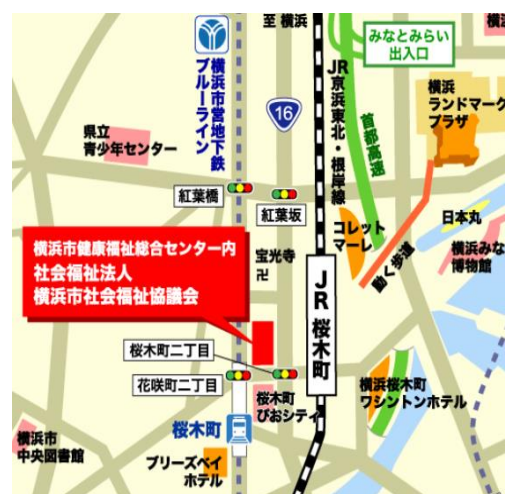 至 横浜
みなとみらい
出入口
横浜市営地下鉄
ブルーライン
16
JR京浜東北・根岸線
首都高速
横浜
ランドマーク
プラザ
県立
青少年センター
紅葉橋
紅葉坂
コレット
マーレ
日本丸
横浜みな
博物館
動く歩道
横浜市健康福祉総合センター内
社会福祉法人
横浜市社会福祉協議会
宝光寺
卍
JR桜木町
桜木町二丁目
花咲町二丁目
桜木町
ぴおシティ
横浜桜木町
ワシントンホテル
桜木町
横浜市
中央図書館
ブリーズベイ
ホテル